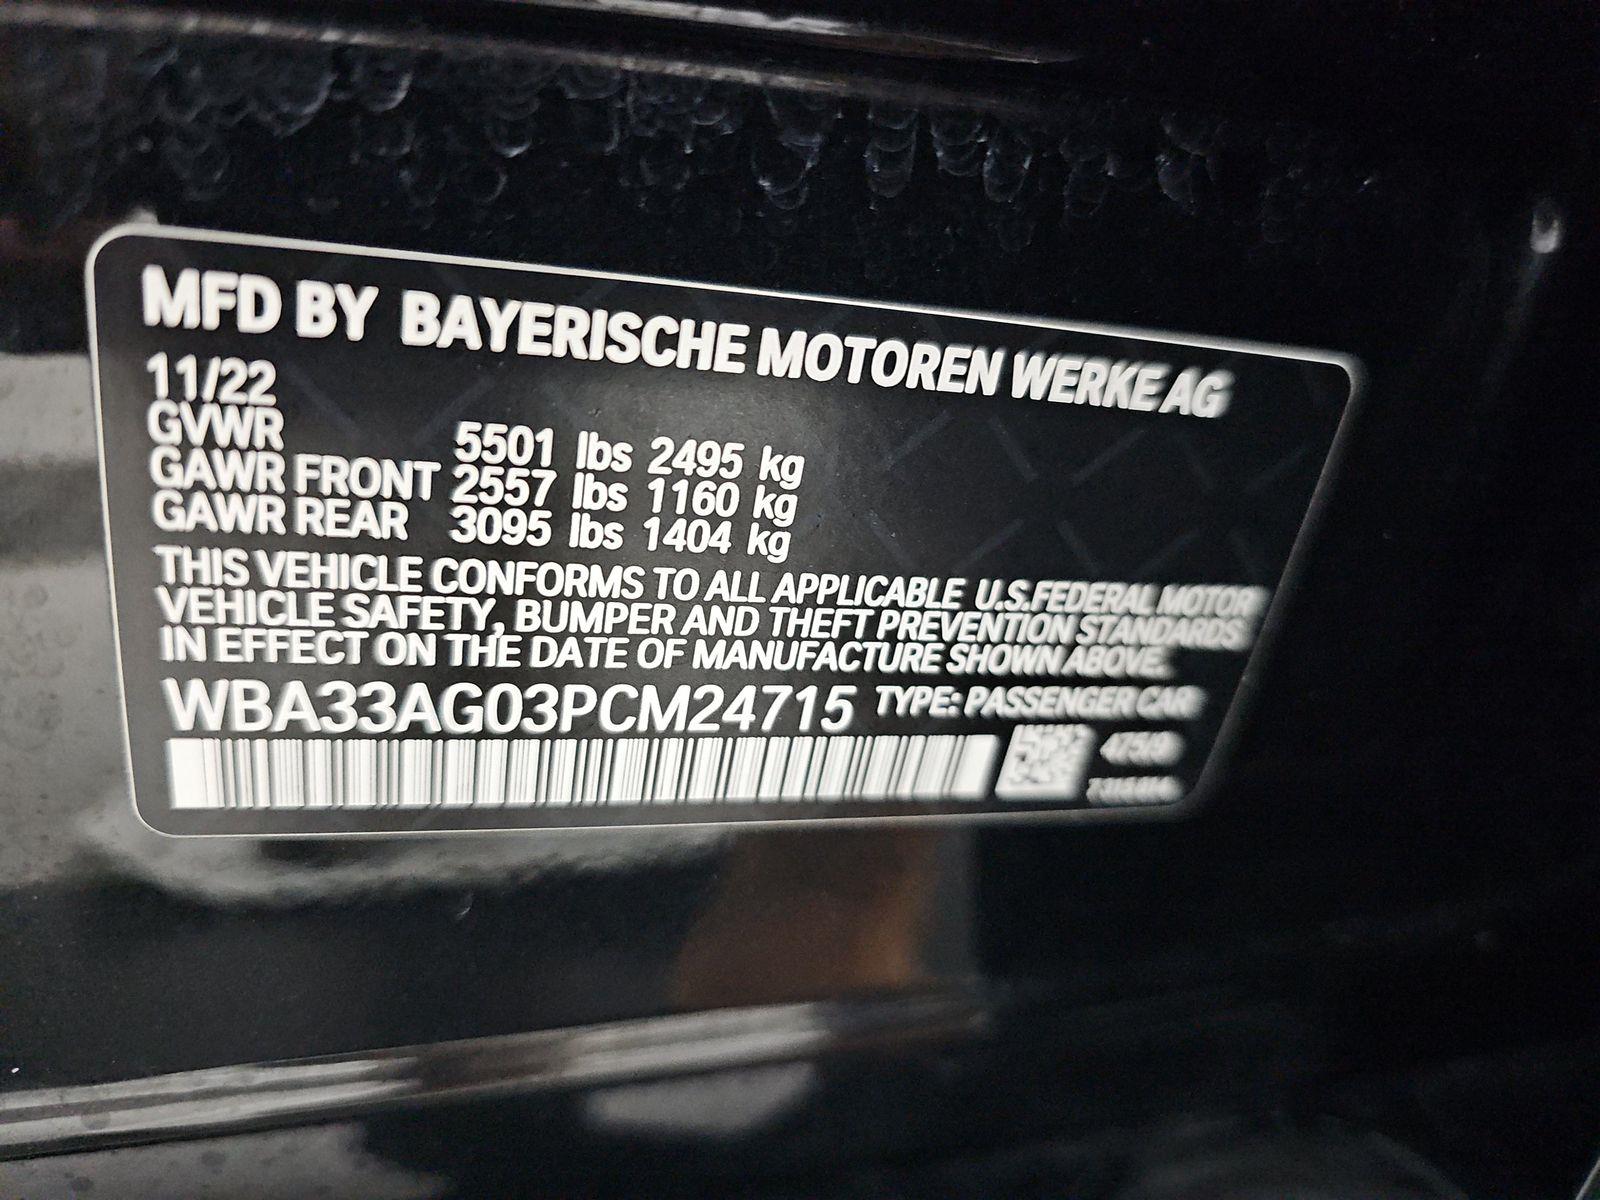 MFD BY BAYERISCHE MOTOREN WERKE AG
11/22
GVWR 5501 lbs 2495 kg
GAWR FRONT 2557 lbs 1160 kg
GAWR REAR 3095 lbs 1404 kg
THIS VEHICLE CONFORMS TO ALL APPLICABLE U.S.FEDERAL MOTOR
VEHICLE SAFETY, BUMPER AND THEFT PREVENTION STANDARDS
IN EFFECT ON THE DATE OF MANUFACTURE SHOWN ABOVE.
WBA33AG03PCM24715 TYPE: PASSENGER CAR